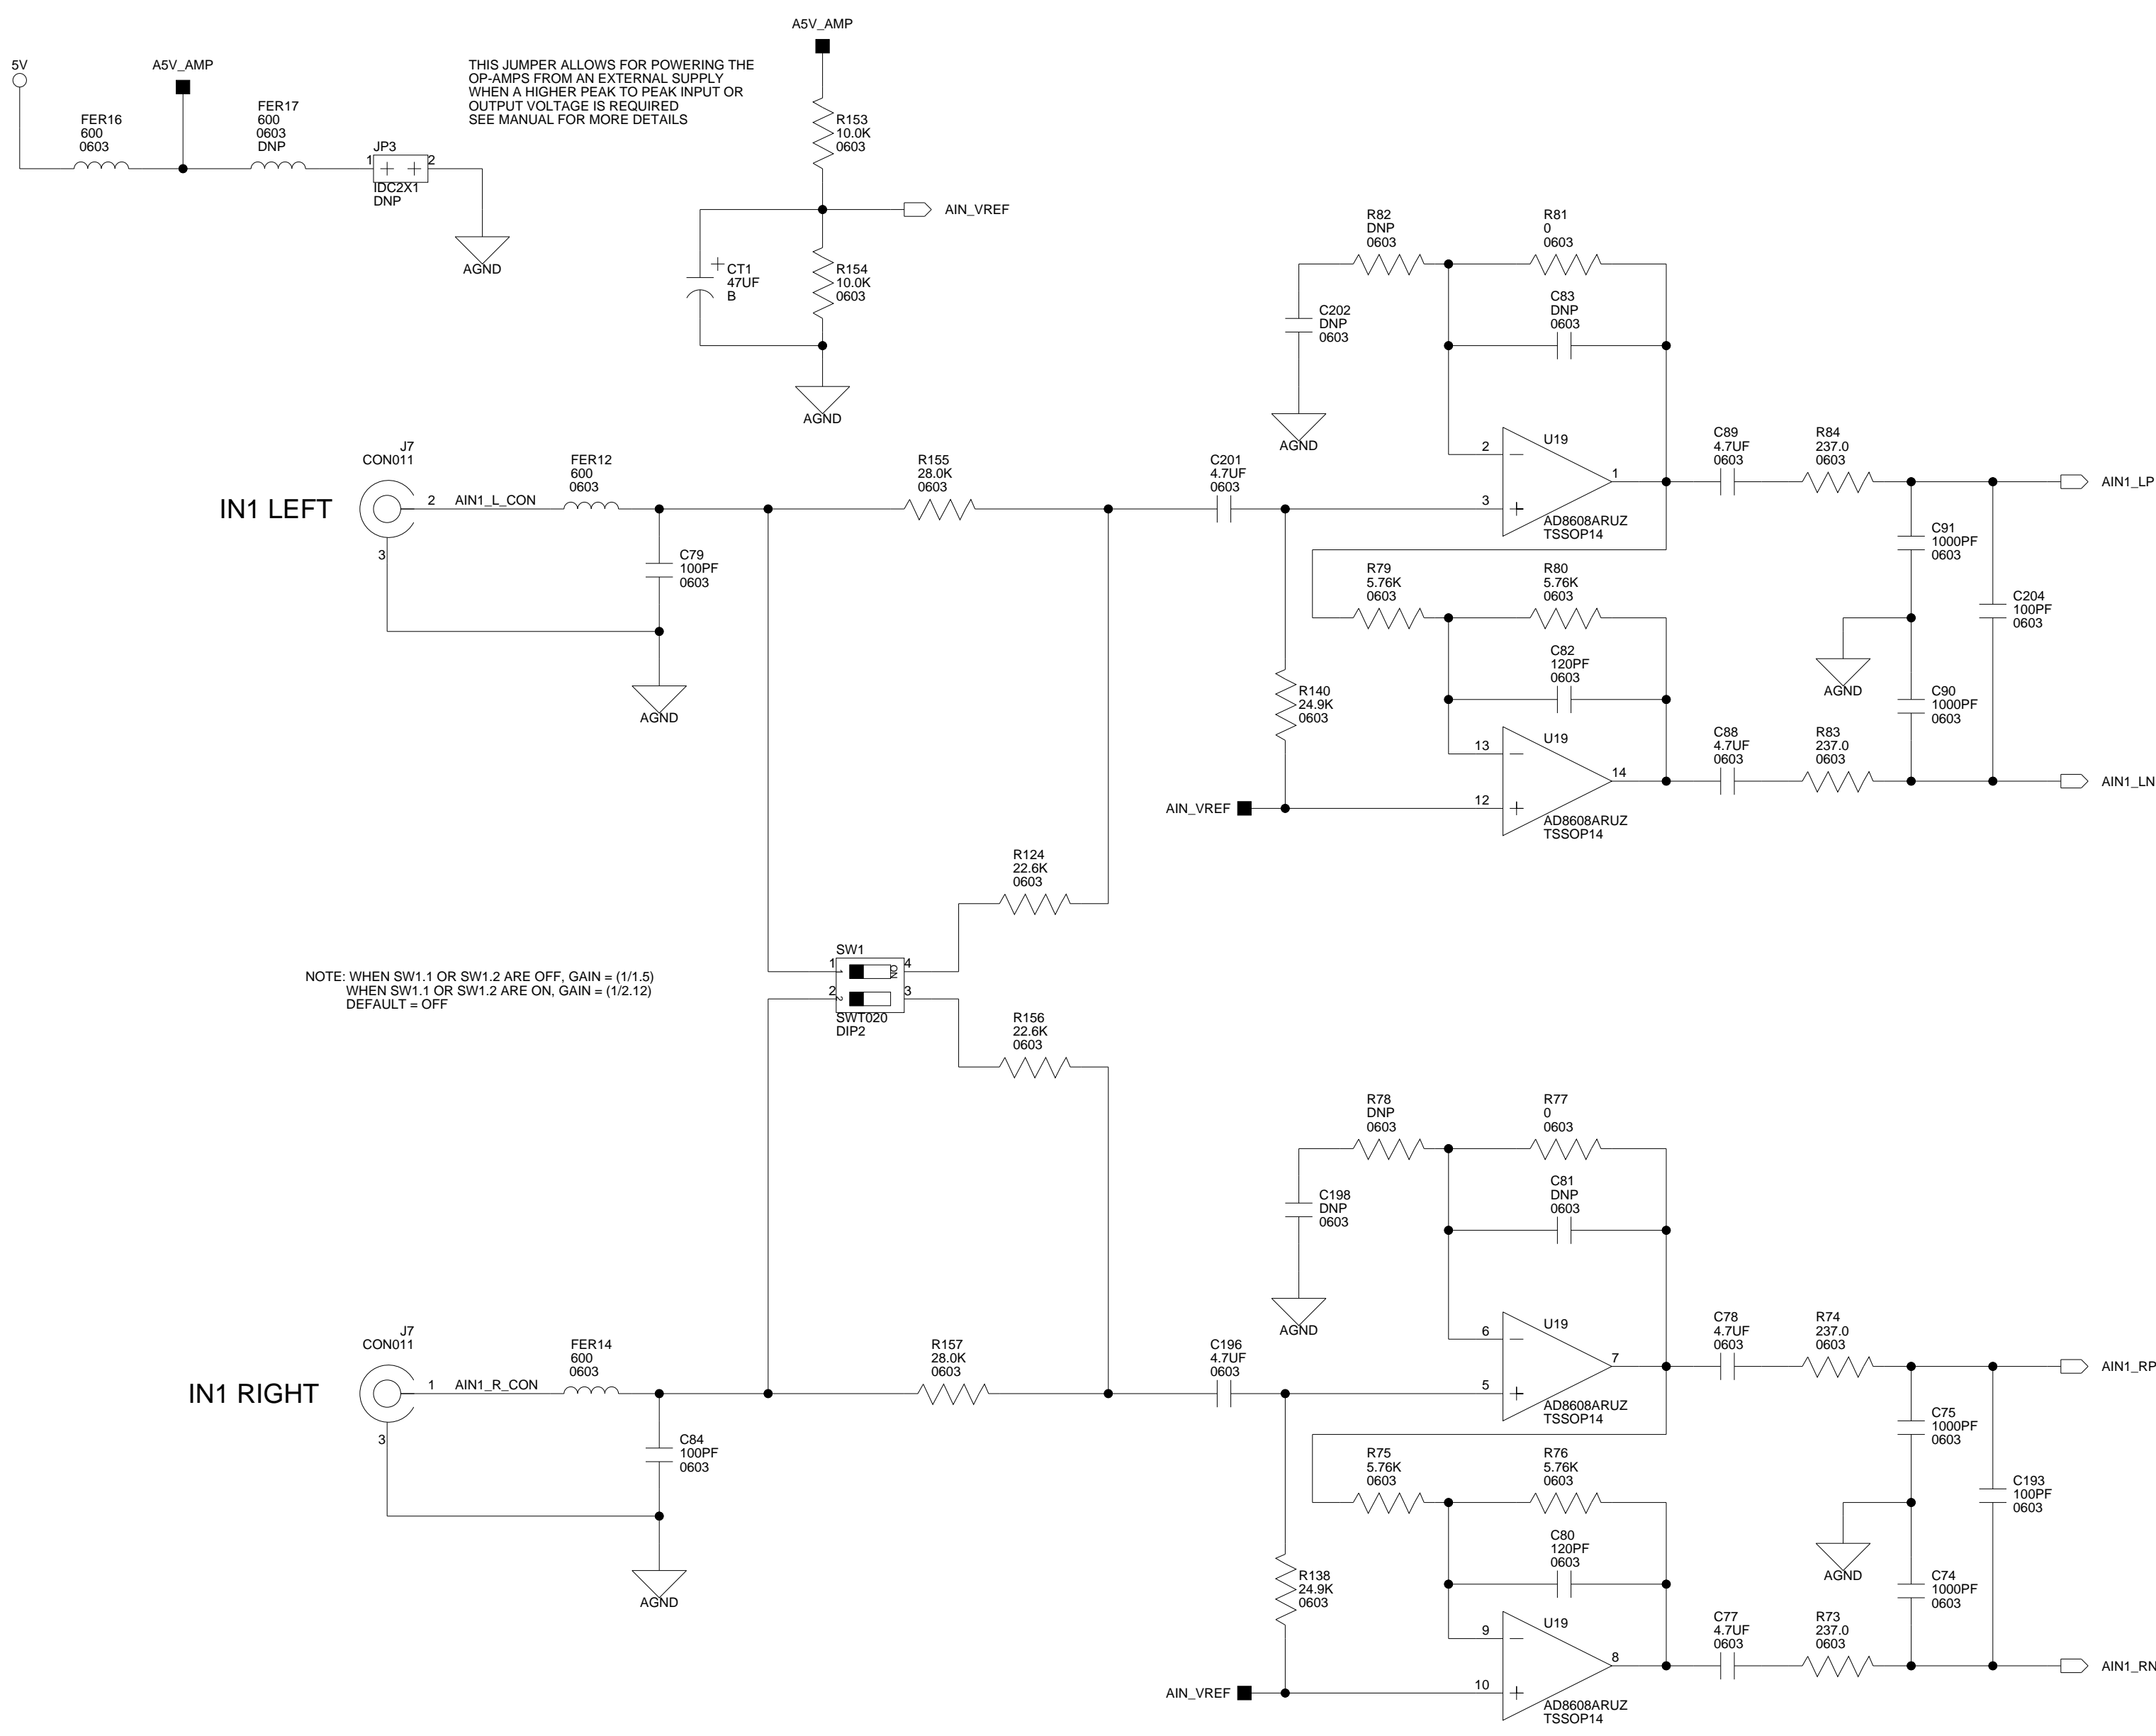 A5V_AMP
5V
A5V_AMP
THIS JUMPER ALLOWS FOR POWERING THE
OP-AMPS FROM AN EXTERNAL SUPPLY
WHEN A HIGHER PEAK TO PEAK INPUT OR
OUTPUT VOLTAGE IS REQUIRED
SEE MANUAL FOR MORE DETAILS
FER16
600
0603
FER17
600
0603
DNP
JP3
1
2
IDC2X1
DNP
AGND
R153
10.0K
0603
AIN_VREF
CT1
47UF
B
R154
10.0K
0603
AGND
R82
DNP
0603
R81
0
0603
C202
DNP
0603
C83
DNP
0603
AGND
J7
CON011
IN1 LEFT
2
AIN1_L_CON
3
FER12
600
0603
C79
100PF
0603
AGND
R155
28.0K
0603
C201
4.7UF
0603
2
3
1
U19
AD8608ARUZ
TSSOP14
C89
4.7UF
0603
R84
237.0
0603
AIN1_LP
C91
1000PF
0603
R79
5.76K
0603
R80
5.76K
0603
C204
100PF
0603
C82
120PF
0603
AGND
R140
24.9K
0603
C90
1000PF
0603
13
12
14
U19
AD8608ARUZ
TSSOP14
C88
4.7UF
0603
R83
237.0
0603
AIN1_LN
AIN_VREF
R124
22.6K
0603
NOTE: WHEN SW1.1 OR SW1.2 ARE OFF, GAIN = (1/1.5)
WHEN SW1.1 OR SW1.2 ARE ON, GAIN = (1/2.12)
DEFAULT = OFF
SW1
1
1
ON
4
2
2
3
SWT020
DIP2
R156
22.6K
0603
R78
DNP
0603
R77
0
0603
C198
DNP
0603
C81
DNP
0603
AGND
J7
CON011
IN1 RIGHT
1
AIN1_R_CON
3
FER14
600
0603
C84
100PF
0603
AGND
R157
28.0K
0603
C196
4.7UF
0603
6
5
7
U19
AD8608ARUZ
TSSOP14
C78
4.7UF
0603
R74
237.0
0603
AIN1_RP
C75
1000PF
0603
R75
5.76K
0603
R76
5.76K
0603
C193
100PF
0603
C80
120PF
0603
AGND
R138
24.9K
0603
C74
1000PF
0603
9
10
8
U19
AD8608ARUZ
TSSOP14
C77
4.7UF
0603
R73
237.0
0603
AIN1_RN
AIN_VREF